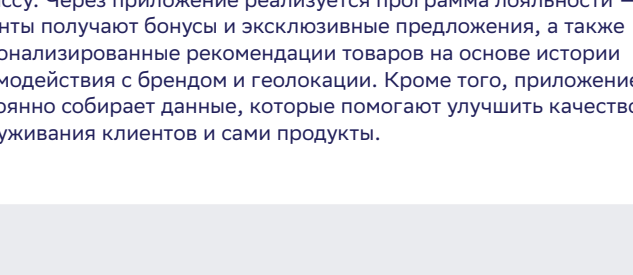 ссу. Через приложение реализуется программа лояльности —
нты получают бонусы и эксклюзивные предложения, а также
онализированные рекомендации товаров на основе истории
модействия с брендом и геолокации. Кроме того, приложение
оянно собирает данные, которые помогают улучшить качество
уживания клиентов и сами продукты.